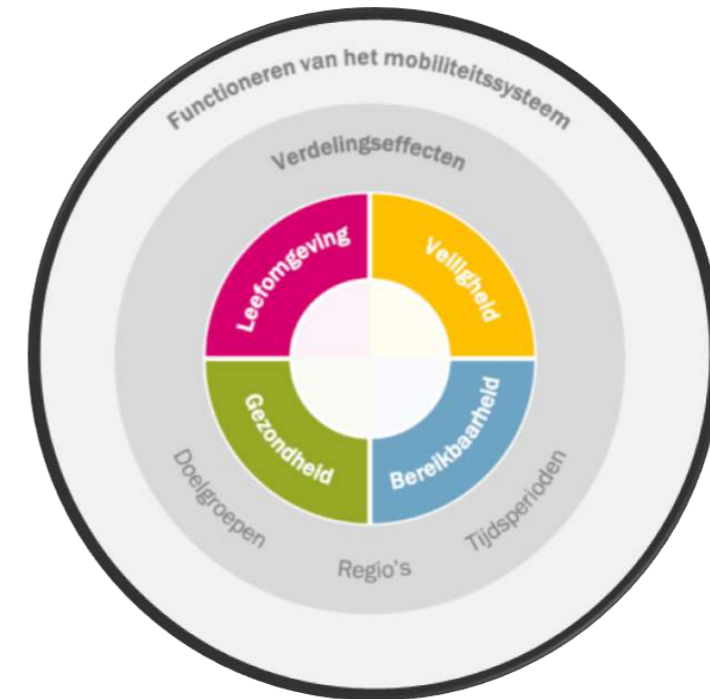 Functioneren van het mobiliteitssysteem
Verdelingseffecten
Leefomgeving
Veiligheid
Gezondheid
Bereikbaarheid
Doelgroepen
Regio's
Tijdsperioden